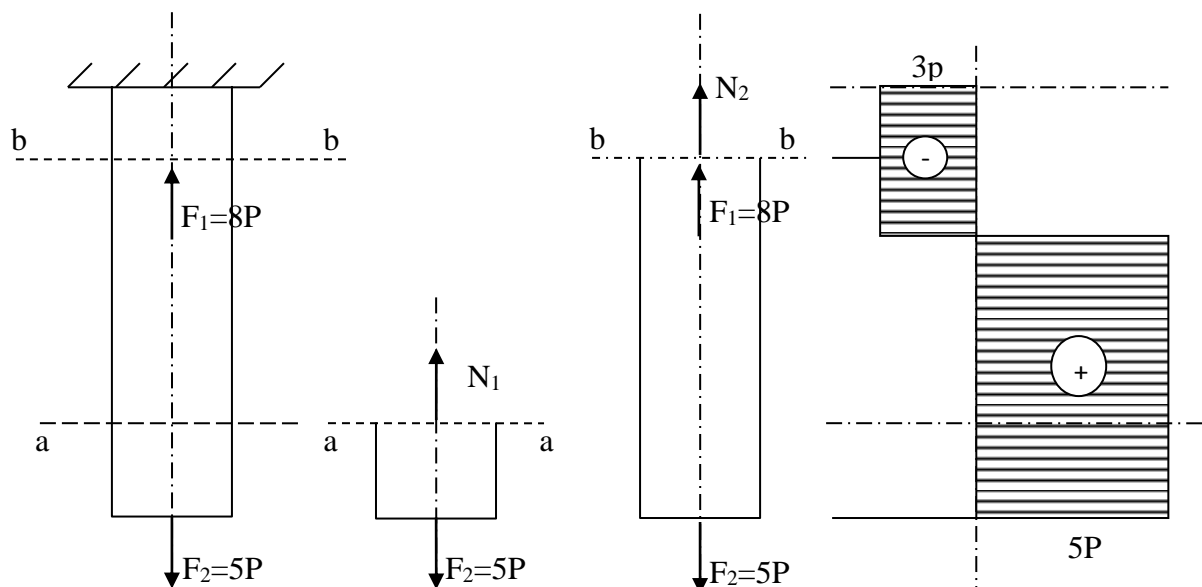 3p
N₂
b b
b b
-
F₁=8P
F₁=8P
N₁
+
a
a a
F₂=5P
F₂=5P
F₂=5P
5P